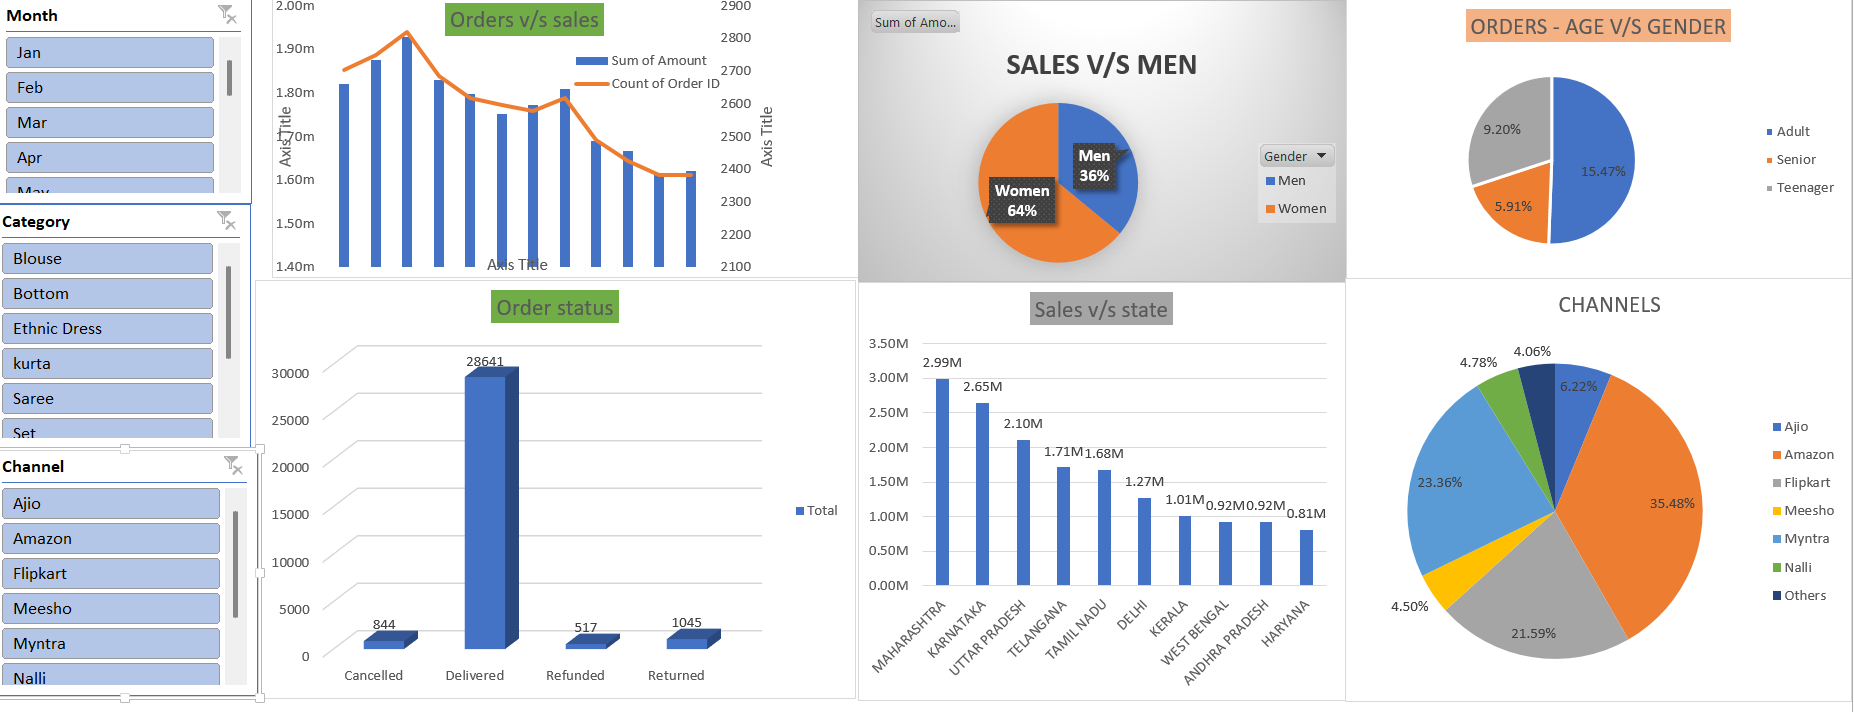 Month
Jan
Feb
Mar
Apr
May
Category
Blouse
Bottom
Ethnic Dress
kurta
Saree
Set
Channel
Ajio
Amazon
Flipkart
Meesho
Myntra
Nalli
Orders v/s sales
2.00m
1.90m
1.80m
1.70m
1.60m
1.50m
1.40m
Axis Title
2900
2800
2700
2600
2500
2400
2300
2200
2100
Axis Title
Sum of Amount
Count of Order ID
Axis Title
Sum of Amo...
SALES V/S MEN
Men
36%
Women
64%
Gender
Men
Women
ORDERS - AGE V/S GENDER
9.20%
15.47%
5.91%
Adult
Senior
Teenager
Order status
30000
25000
20000
15000
10000
5000
0
844
28641
517
1045
Cancelled
Delivered
Refunded
Returned
Total
Sales v/s state
3.50M
3.00M
2.50M
2.00M
1.50M
1.00M
0.50M
0.00M
2.99M
2.65M
2.10M
1.71M
1.68M
1.27M
1.01M
0.92M
0.92M
0.81M
MAHARASHTRA
KARNATAKA
UTTAR PRADESH
TELANGANA
TAMIL NADU
DELHI
KERALA
WEST BENGAL
ANDHRA PRADESH
HARYANA
CHANNELS
4.78%
4.06%
6.22%
23.36%
35.48%
4.50%
21.59%
Ajio
Amazon
Flipkart
Meesho
Myntra
Nalli
Others